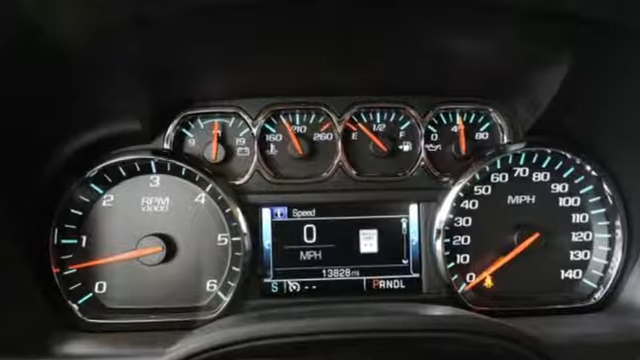 9 19
160 210 260
E 1/2 F
0 4 80
RPM
x1000
0 1 2 3 4 5 6
Speed
0
MPH
13828mi
S -- PRNDL
MPH
0 10 20 30 40 50 60 70 80 90 100 110 120 130 140